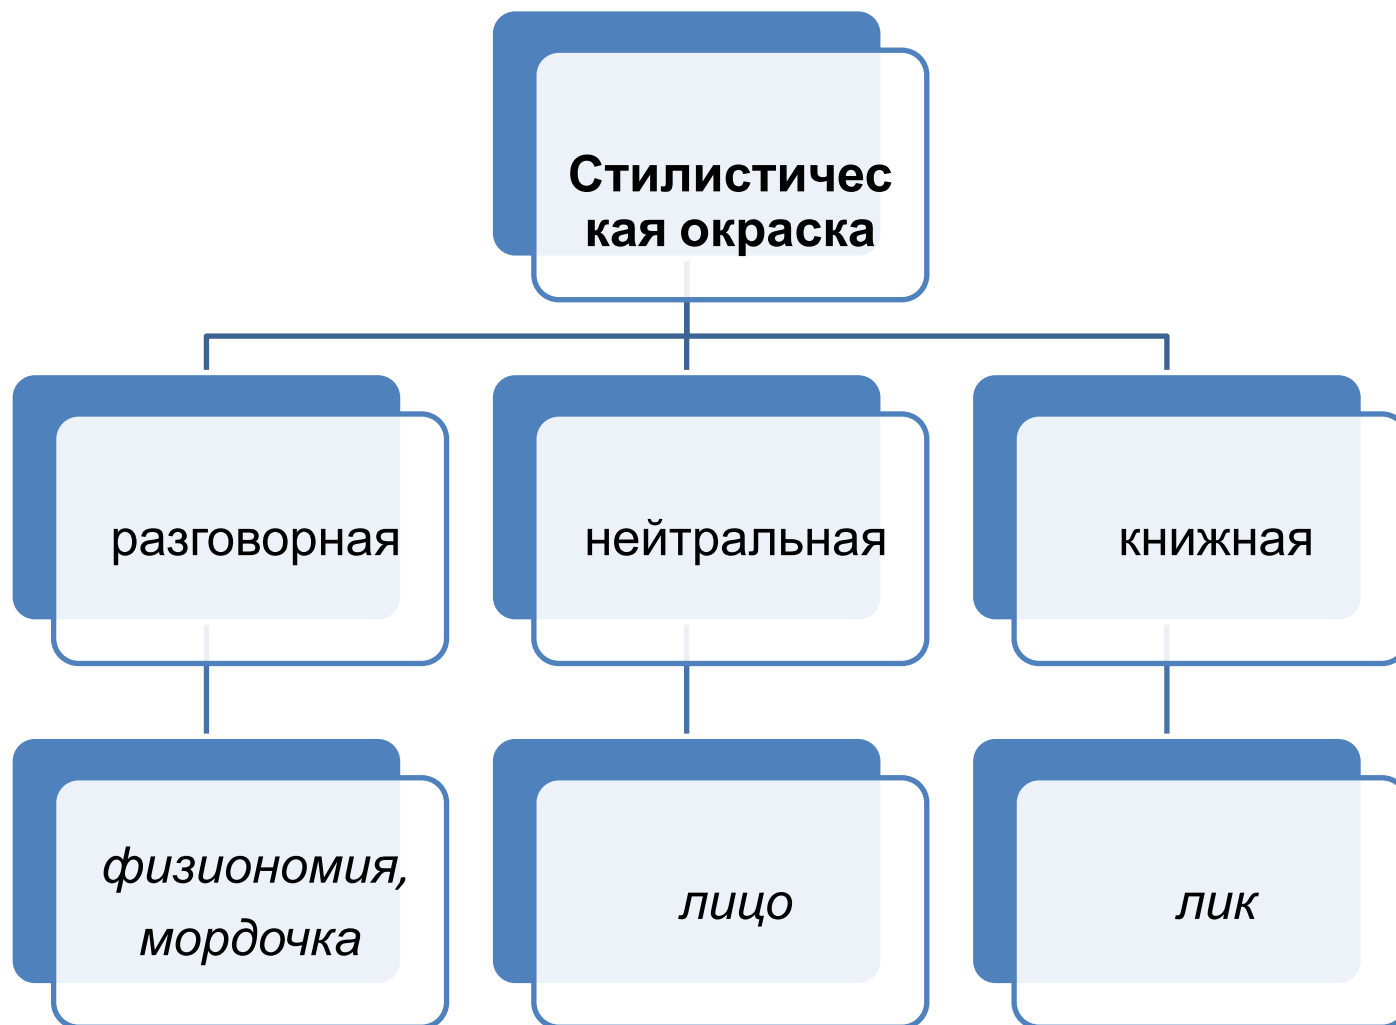 Стилистичес
кая окраска
разговорная
нейтральная
книжная
физиономия,
мордочка
лицо
лик